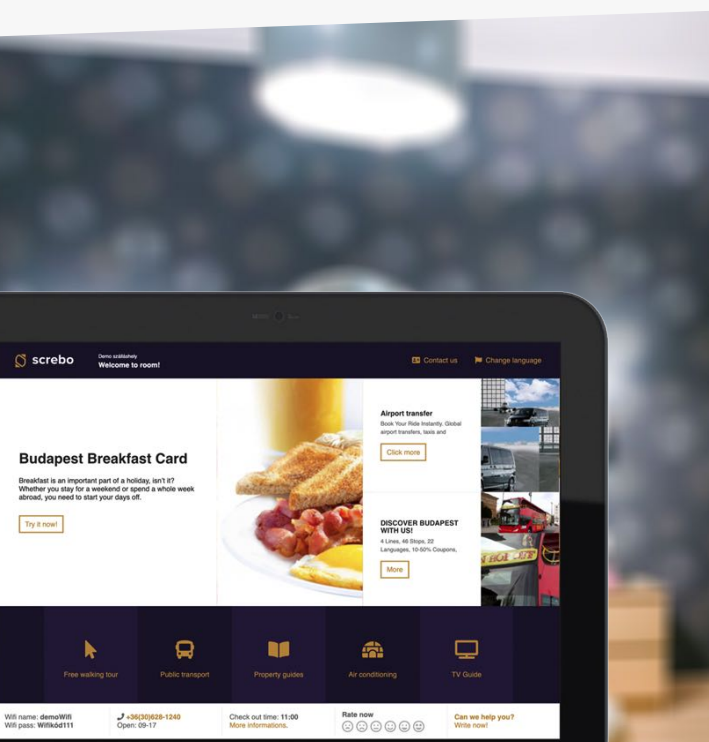 screbo
Demo szálláshely
Welcome to room!
Contact us
Change language
Budapest Breakfast Card
Breakfast is an important part of a holiday, isn't it?
Whether you stay for a weekend or spend a whole week
abroad, you need to start your days off.
Try it now!
Airport transfer
Book Your Ride Instantly. Global
airport transfers, taxis and
Click more
DISCOVER BUDAPEST
WITH US!
4 Lines, 46 Stops, 22
Languages, 10-50% Coupons,
More
Free walking tour
Public transport
Property guides
Air conditioning
TV Guide
Wifi name: demoWifi
Wifi pass: Wifikód111
+36(30)628-1240
Open: 09-17
Check out time: 11:00
More informations.
Rate now
Can we help you?
Write now!